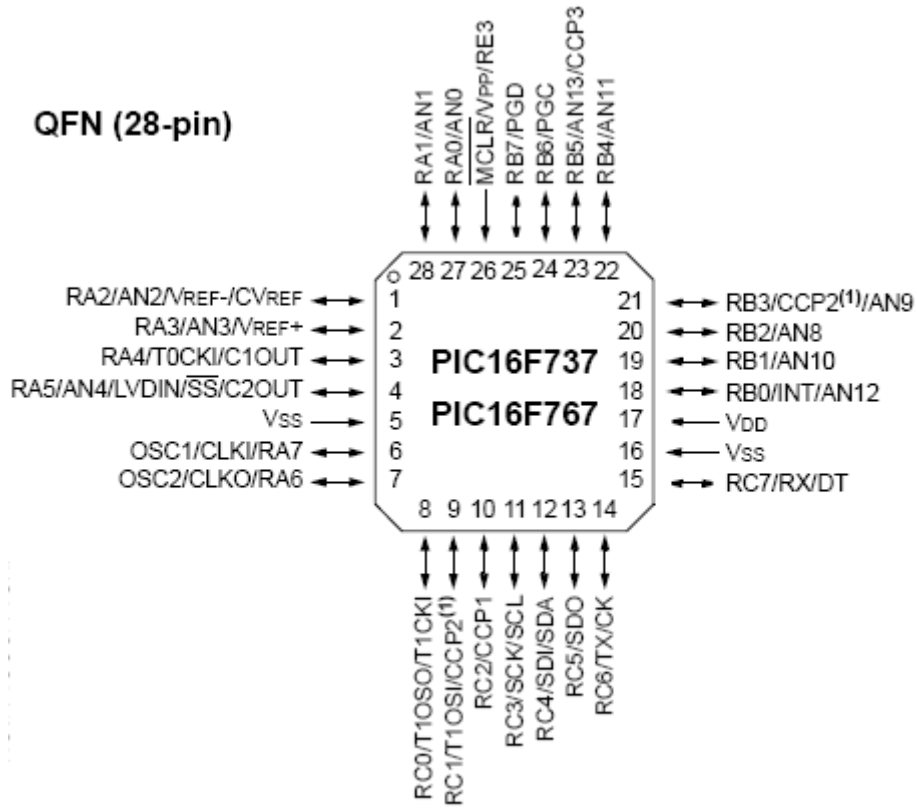 QFN (28-pin)
RA1/AN1
RA0/AN0
MCLR/VPP/RE3
RB7/PGD
RB6/PGC
RB5/AN13/CCP3
RB4/AN11
28 27 26 25 24 23 22
RA2/AN2/VREF-/CVREF 1
RA3/AN3/VREF+ 2
RA4/T0CKI/C1OUT 3
RA5/AN4/LVDIN/SS/C2OUT 4
VSS 5
OSC1/CLKI/RA7 6
OSC2/CLKO/RA6 7
PIC16F737
PIC16F767
21 RB3/CCP2(1)/AN9
20 RB2/AN8
19 RB1/AN10
18 RB0/INT/AN12
17 VDD
16 VSS
15 RC7/RX/DT
8 9 10 11 12 13 14
RC0/T1OSO/T1CKI
RC1/T1OSI/CCP2(1)
RC2/CCP1
RC3/SCK/SCL
RC4/SDI/SDA
RC5/SDO
RC6/TX/CK